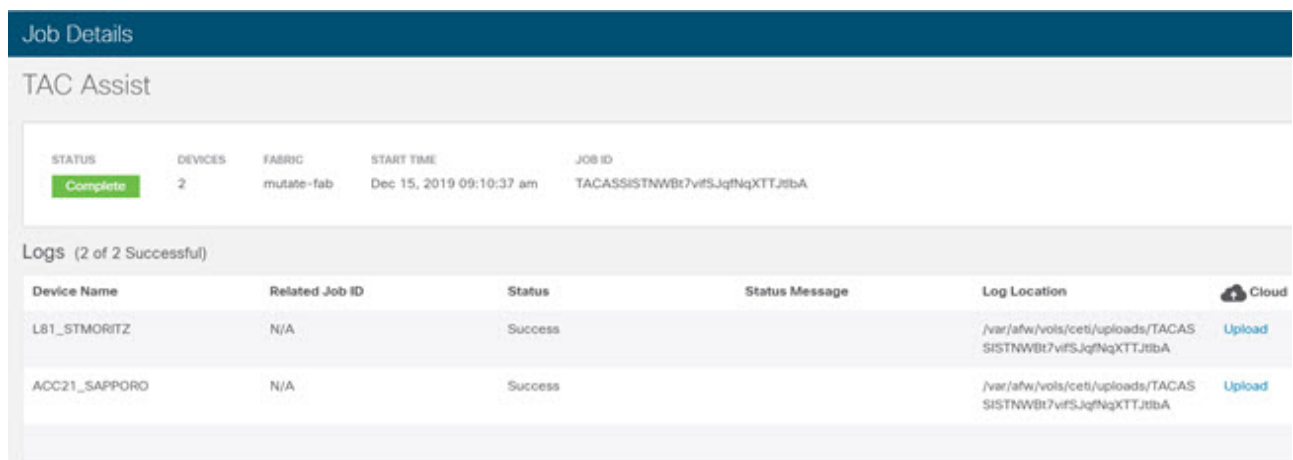 Job Details
TAC Assist
STATUS DEVICES FABRIC START TIME JOB ID
Complete 2 mutate-fab Dec 15, 2019 09:10:37 am TACASSISTNWBt7vifSJqfNqXTTJtlbA
Logs (2 of 2 Successful)
Device Name Related Job ID Status Status Message Log Location Cloud
L81_STMORITZ N/A Success /var/afw/vols/ceti/uploads/TACAS Upload
SISTNWBt7vifSJqfNqXTTJtlbA
ACC21_SAPPORO N/A Success /var/afw/vols/ceti/uploads/TACAS Upload
SISTNWBt7vifSJqfNqXTTJtlbA